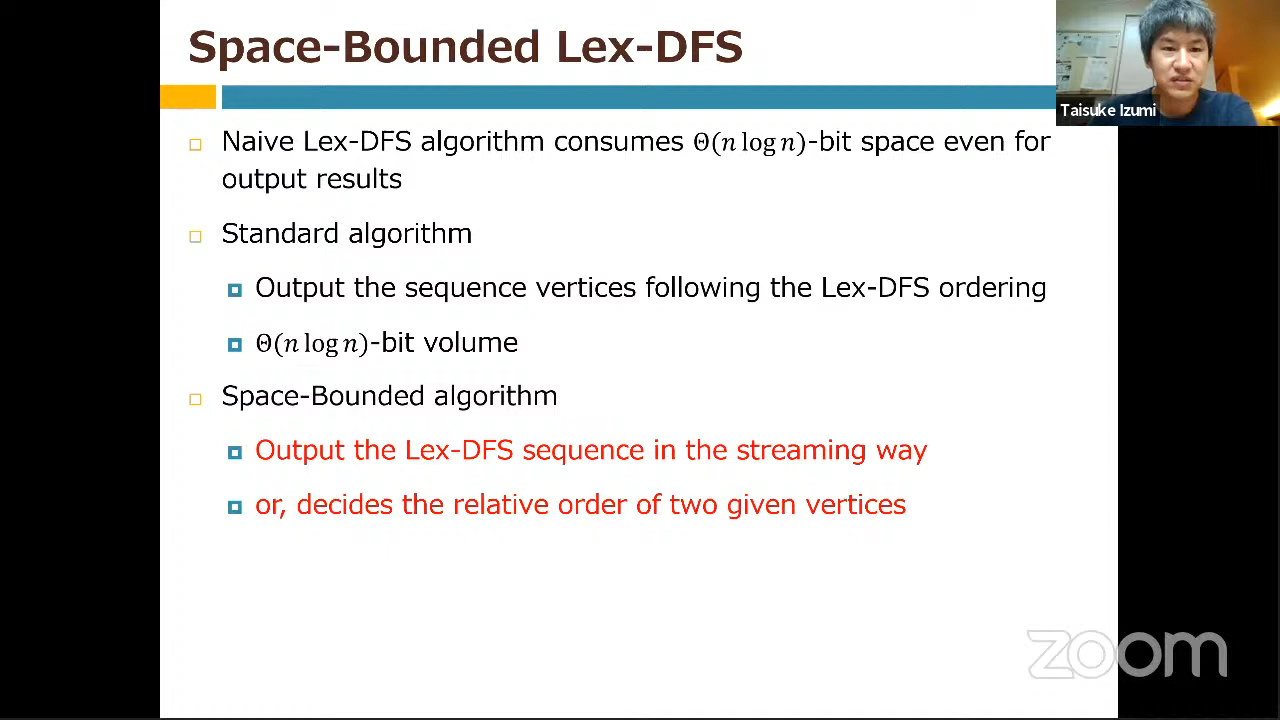 Space-Bounded Lex-DFS
Taisuke Izumi
Naive Lex-DFS algorithm consumes Θ(n log n)-bit space even for
output results
Standard algorithm
Output the sequence vertices following the Lex-DFS ordering
Θ(n log n)-bit volume
Space-Bounded algorithm
Output the Lex-DFS sequence in the streaming way
or, decides the relative order of two given vertices
zoom